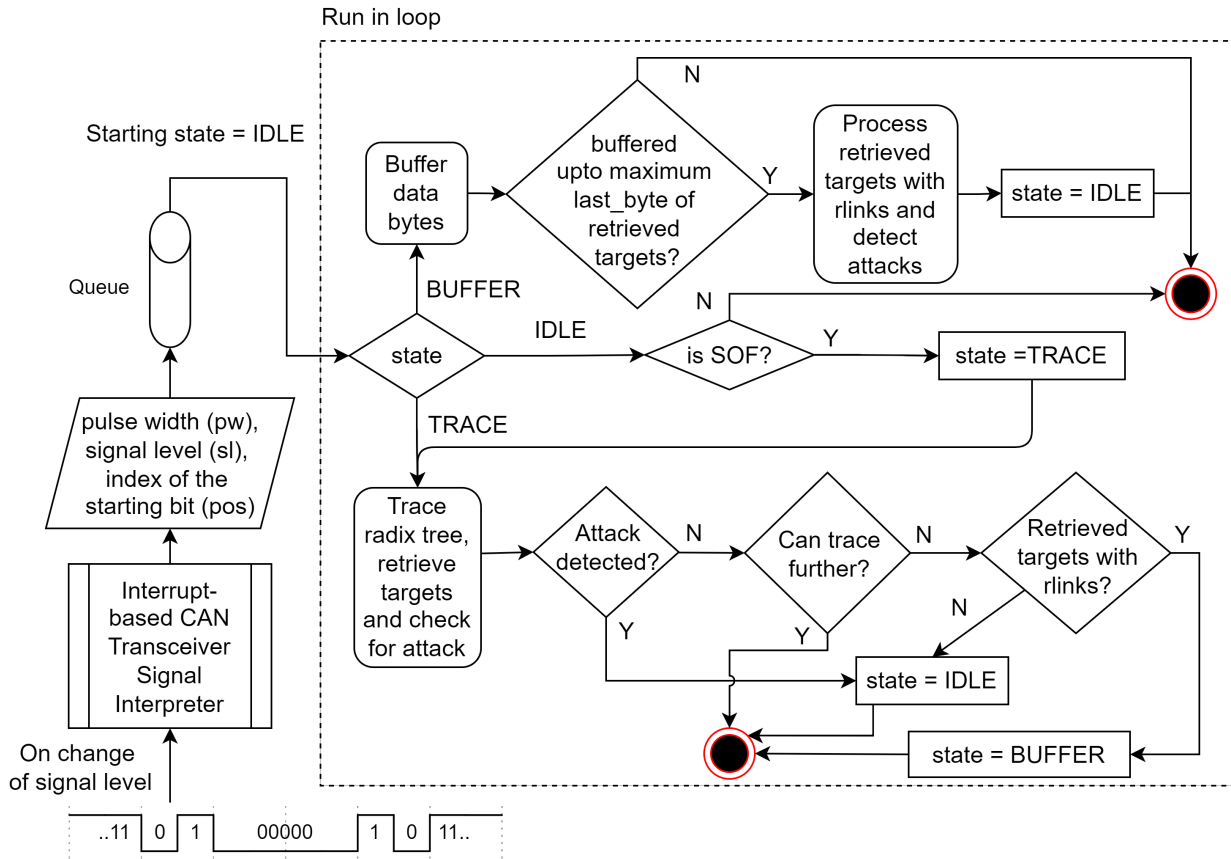 Run in loop
Starting state = IDLE
Queue
pulse width (pw),
signal level (sl),
index of the
starting bit (pos)
Interrupt-
based CAN
Transceiver
Signal
Interpreter
On change
of signal level
..11
0
1
00000
1
0
11..
state
BUFFER
IDLE
TRACE
Buffer
data
bytes
buffered
upto maximum
last_byte of
retrieved
targets?
N
Y
Process
retrieved
targets with
rlinks and
detect
attacks
state = IDLE
is SOF?
N
Y
state =TRACE
Trace
radix tree,
retrieve
targets
and check
for attack
Attack
detected?
N
Y
Can trace
further?
N
Y
Retrieved
targets with
rlinks?
Y
N
state = IDLE
state = BUFFER